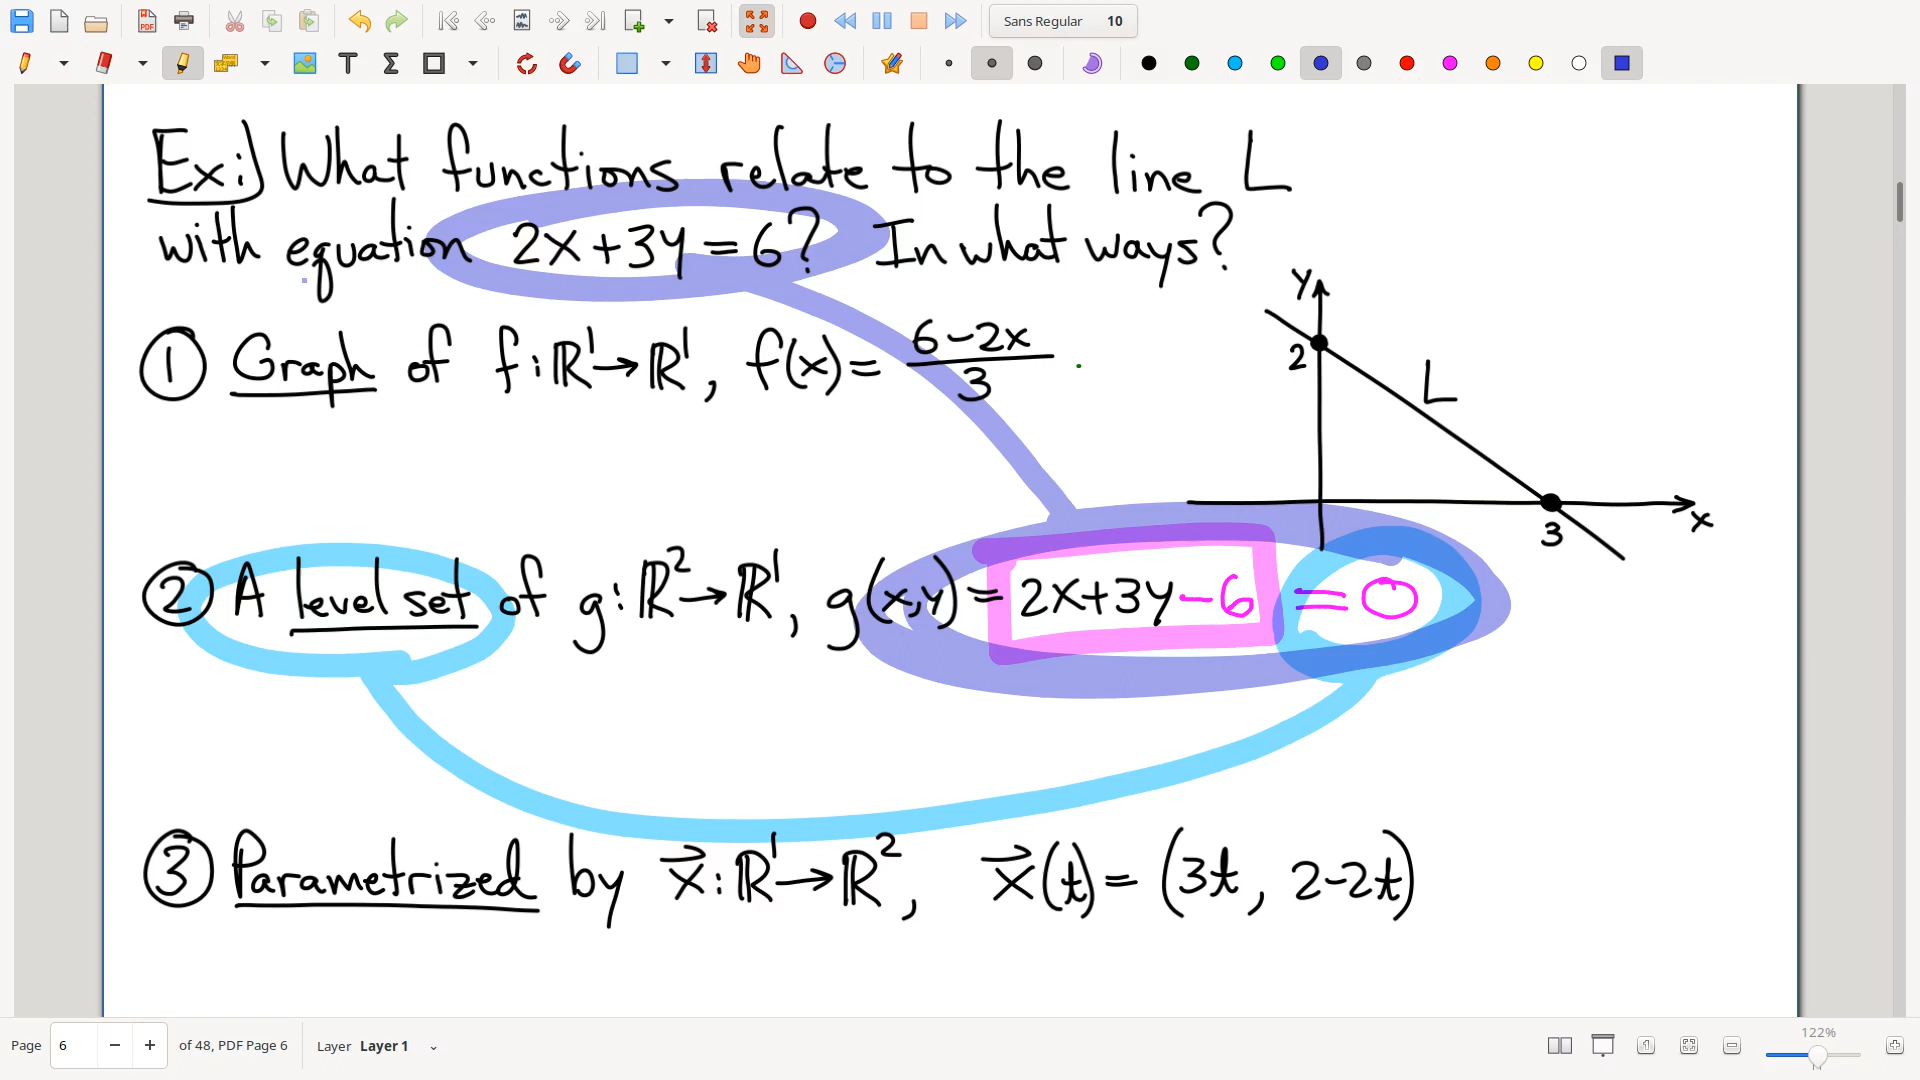 Sans Regular 10
Ex:) What functions relate to the line L
with equation 2x+3y=6? In what ways?
① Graph of f:ℝ¹→ℝ¹, f(x)= (6-2x)/3
y
2
L
3
x
② A level set of g:ℝ²→ℝ¹, g(x,y)=2x+3y-6 =0
③ Parametrized by x⃗:ℝ¹→ℝ², x⃗(t)=(3t, 2-2t)
Page 6 − + of 48, PDF Page 6 Layer Layer 1 122%